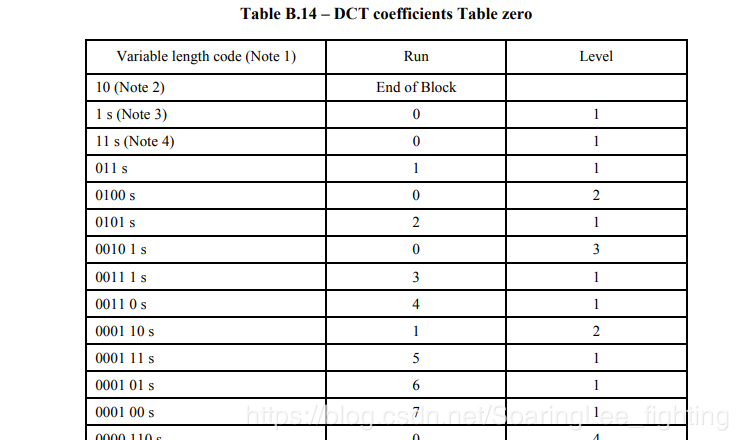 Table B.14 – DCT coefficients Table zero
Variable length code (Note 1) Run Level
10 (Note 2) End of Block
1 s (Note 3) 0 1
11 s (Note 4) 0 1
011 s 1 1
0100 s 0 2
0101 s 2 1
0010 1 s 0 3
0011 1 s 3 1
0011 0 s 4 1
0001 10 s 1 2
0001 11 s 5 1
0001 01 s 6 1
0001 00 s 7 1
https://blog.csdn.net/SoaringLee_fighting
0000 110 s 0 4